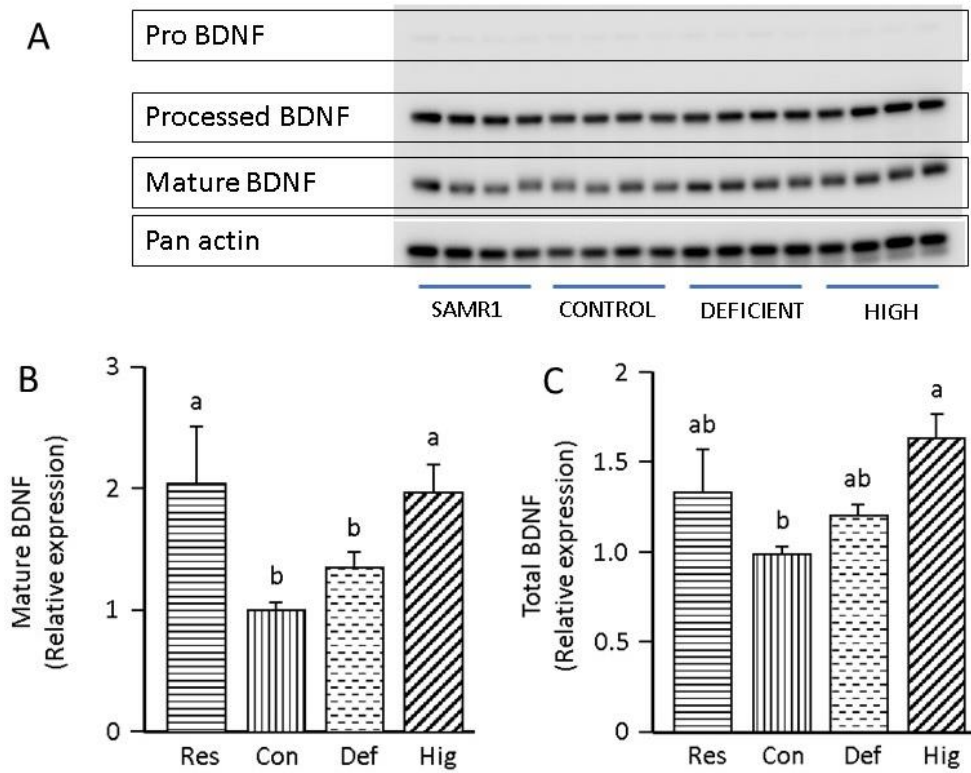 A
Pro BDNF
Processed BDNF
Mature BDNF
Pan actin
SAMR1 CONTROL DEFICIENT HIGH
B
Mature BDNF
(Relative expression)
3
2
1
0
a
b
b
a
Res Con Def Hig
C
Total BDNF
(Relative expression)
2
1.5
1.0
0.5
0
ab
b
ab
a
Res Con Def Hig